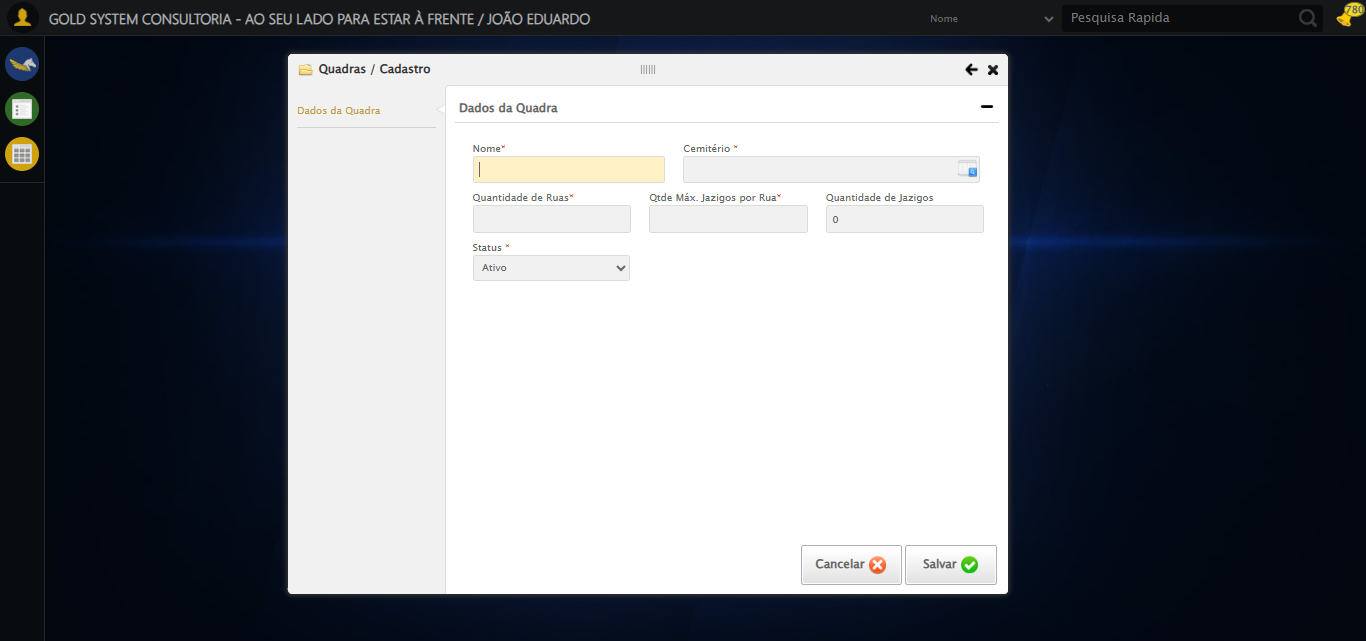 GOLD SYSTEM CONSULTORIA - AO SEU LADO PARA ESTAR À FRENTE / JOÃO EDUARDO
Nome
Pesquisa Rapida
780
Quadras / Cadastro
Dados da Quadra
Dados da Quadra
Nome*
Cemitério *
Quantidade de Ruas*
Qtde Máx. Jazigos por Rua*
Quantidade de Jazigos
0
Status *
Ativo
Cancelar
Salvar